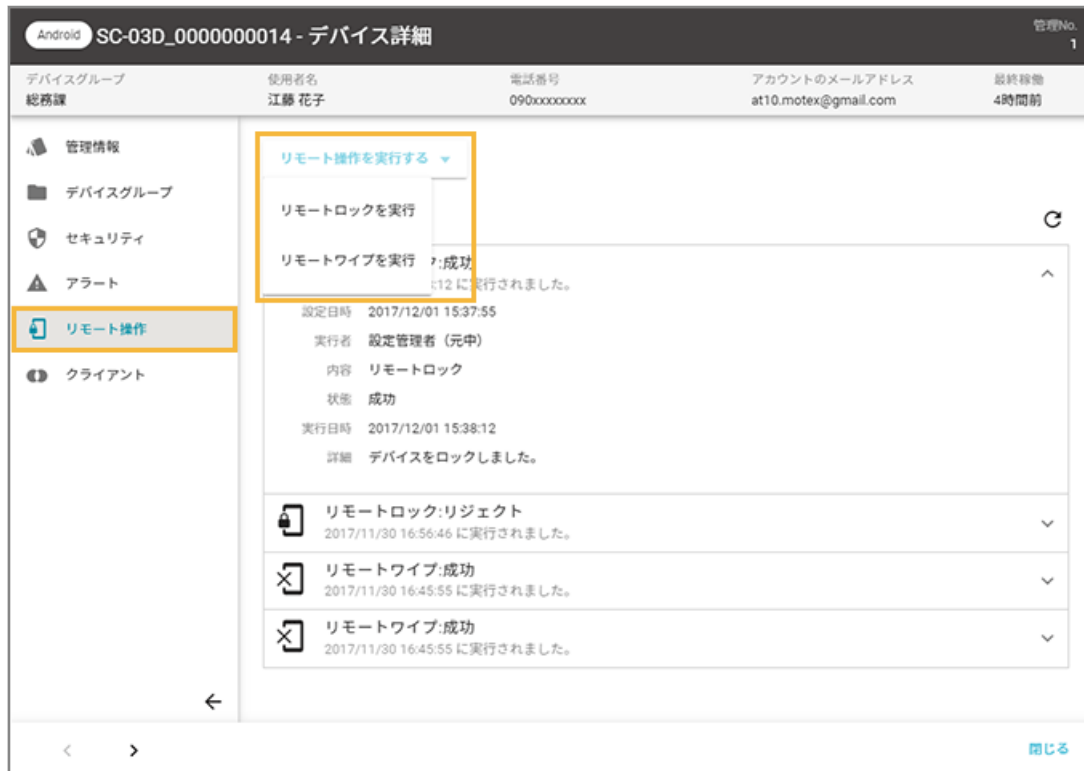 Android SC-03D_0000000014 - デバイス詳細
管理No.
1
デバイスグループ 使用者名 電話番号 アカウントのメールアドレス 最終稼働
総務課 江藤 花子 090xxxxxxxx at10.motex@gmail.com 4時間前
管理情報
デバイスグループ
セキュリティ
アラート
リモート操作
クライアント
リモート操作を実行する
リモートロックを実行
リモートワイプを実行
ク:成功
:12 に実行されました。
設定日時 2017/12/01 15:37:55
実行者 設定管理者（元中）
内容 リモートロック
状態 成功
実行日時 2017/12/01 15:38:12
詳細 デバイスをロックしました。
リモートロック:リジェクト
2017/11/30 16:56:46 に実行されました。
リモートワイプ:成功
2017/11/30 16:45:55 に実行されました。
リモートワイプ:成功
2017/11/30 16:45:55 に実行されました。
閉じる